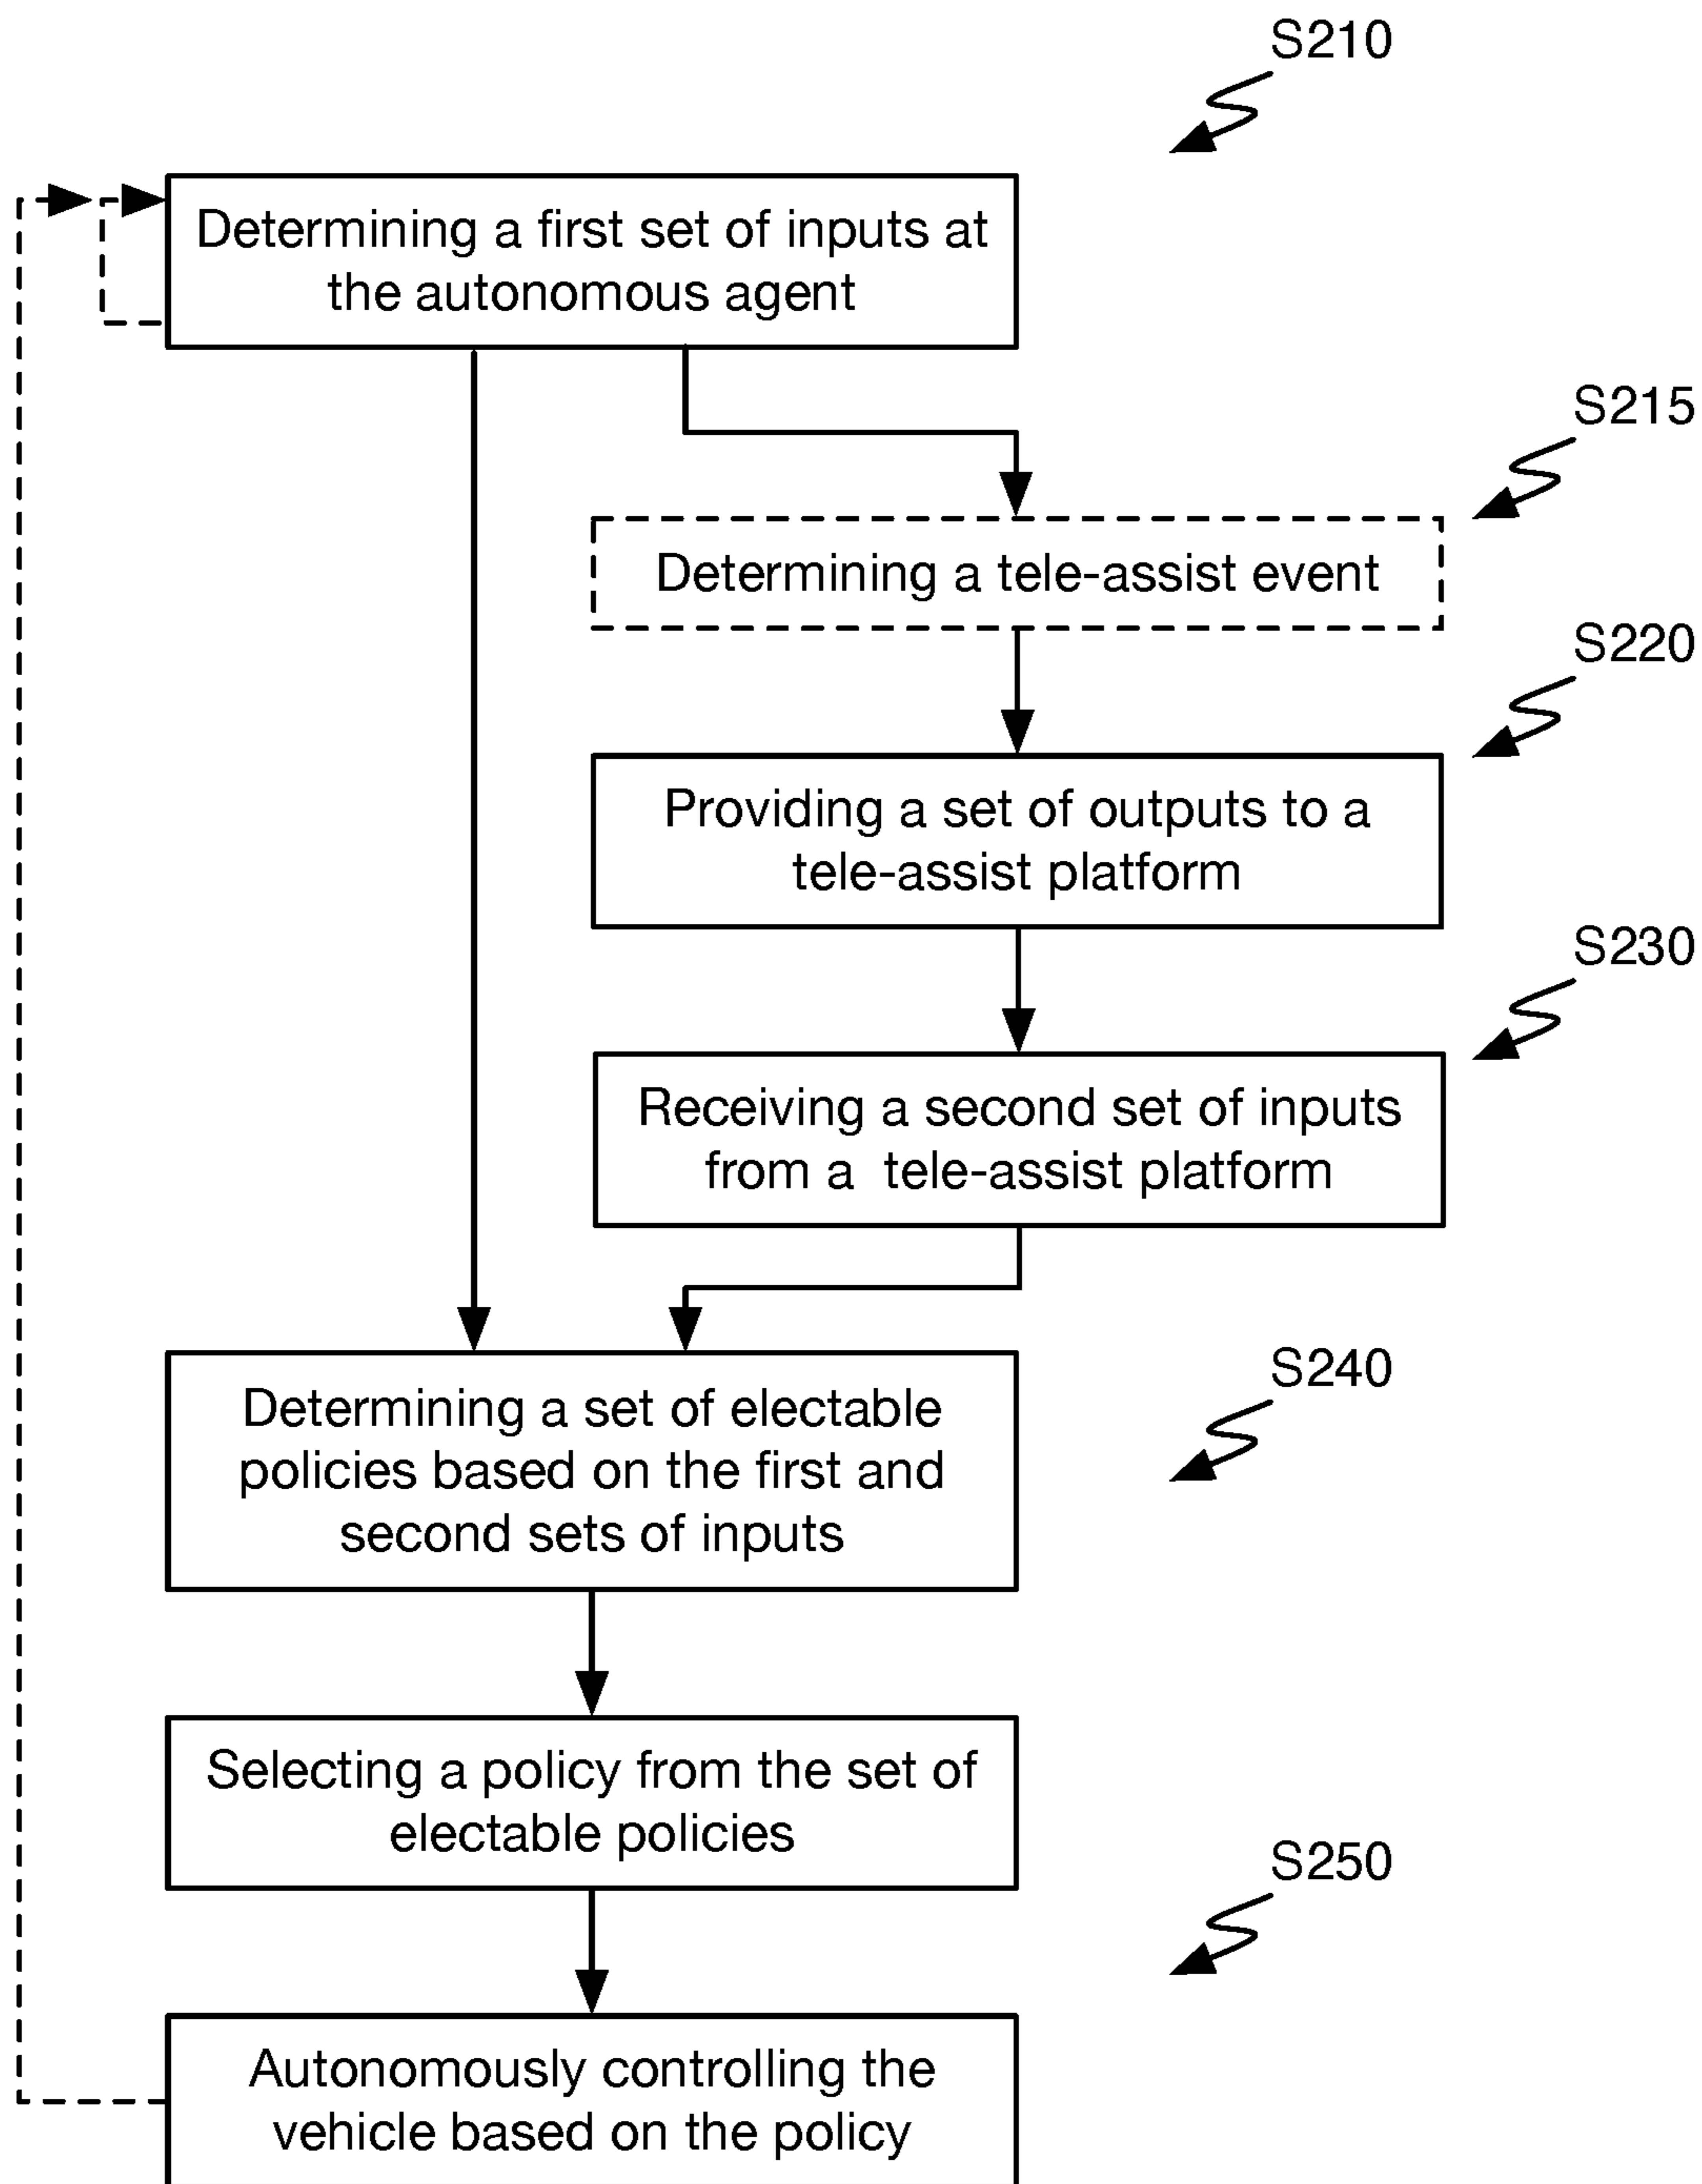 S210
Determining a first set of inputs at
the autonomous agent
S215
Determining a tele-assist event
S220
Providing a set of outputs to a
tele-assist platform
S230
Receiving a second set of inputs
from a tele-assist platform
S240
Determining a set of electable
policies based on the first and
second sets of inputs
Selecting a policy from the set of
electable policies
S250
Autonomously controlling the
vehicle based on the policy